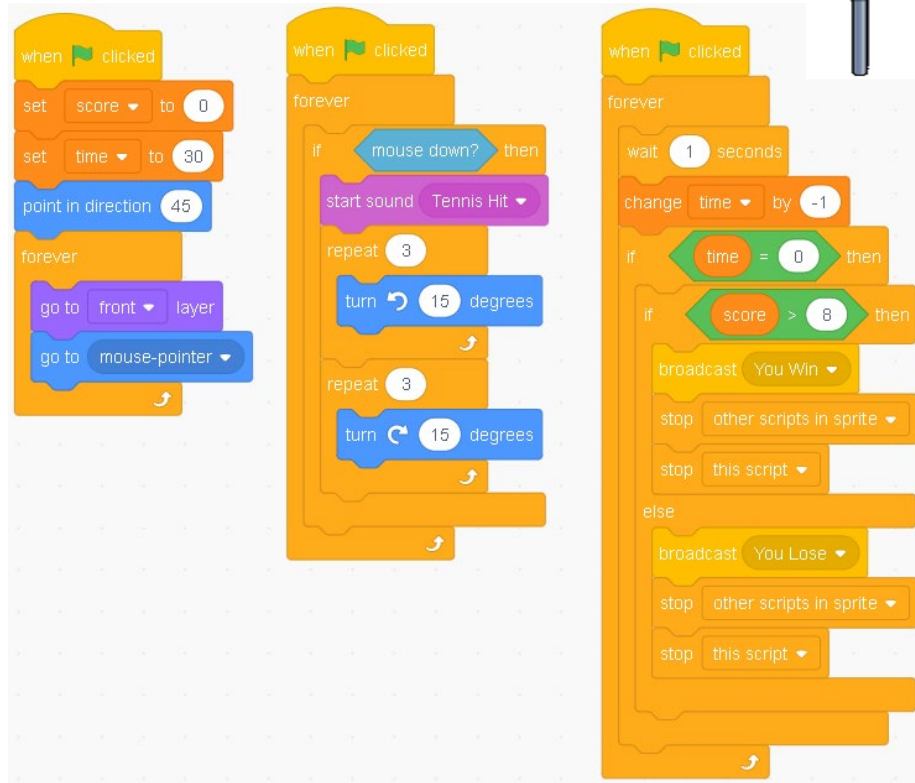 when clicked
set score to 0
set time to 30
point in direction 45
forever
go to front layer
go to mouse-pointer
when clicked
forever
if mouse down? then
start sound Tennis Hit
repeat 3
turn 15 degrees
repeat 3
turn 15 degrees
when clicked
forever
wait 1 seconds
change time by -1
if time = 0 then
if score > 8 then
broadcast You Win
stop other scripts in sprite
stop this script
else
broadcast You Lose
stop other scripts in sprite
stop this script